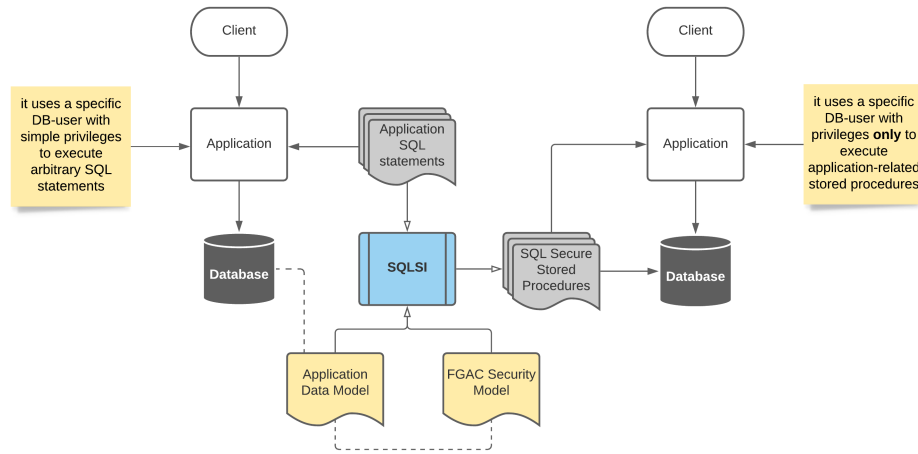 Client
Client
it uses a specific
DB-user with
simple privileges
to execute
arbitrary SQL
statements
Application
Application
SQL
statements
Application
it uses a specific
DB-user with
privileges only to
execute
application-related
stored procedures
Database
SQLSI
SQL Secure
Stored
Procedures
Database
Application
Data Model
FGAC Security
Model